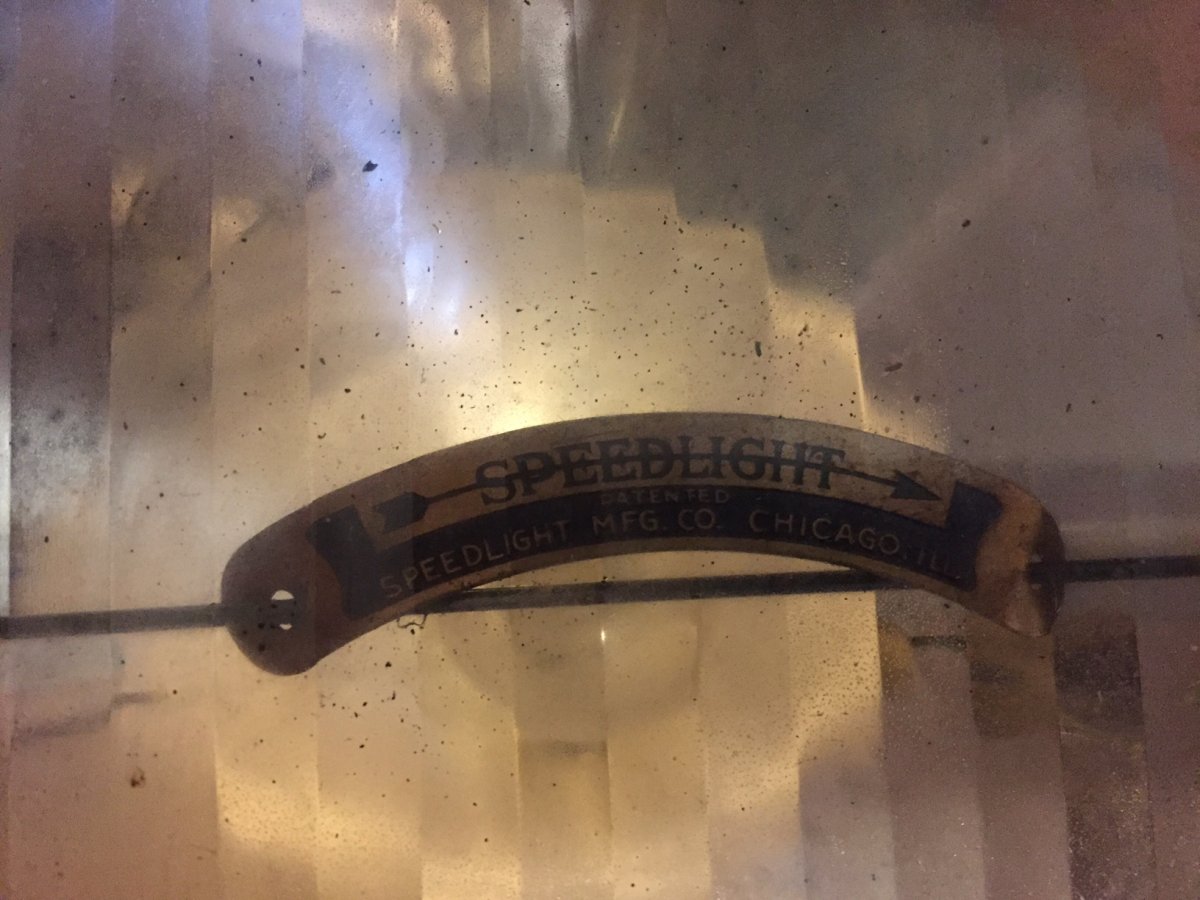 SPEEDLIGHT
PATENTED
SPEEDLIGHT MFG. CO. CHICAGO. ILL.